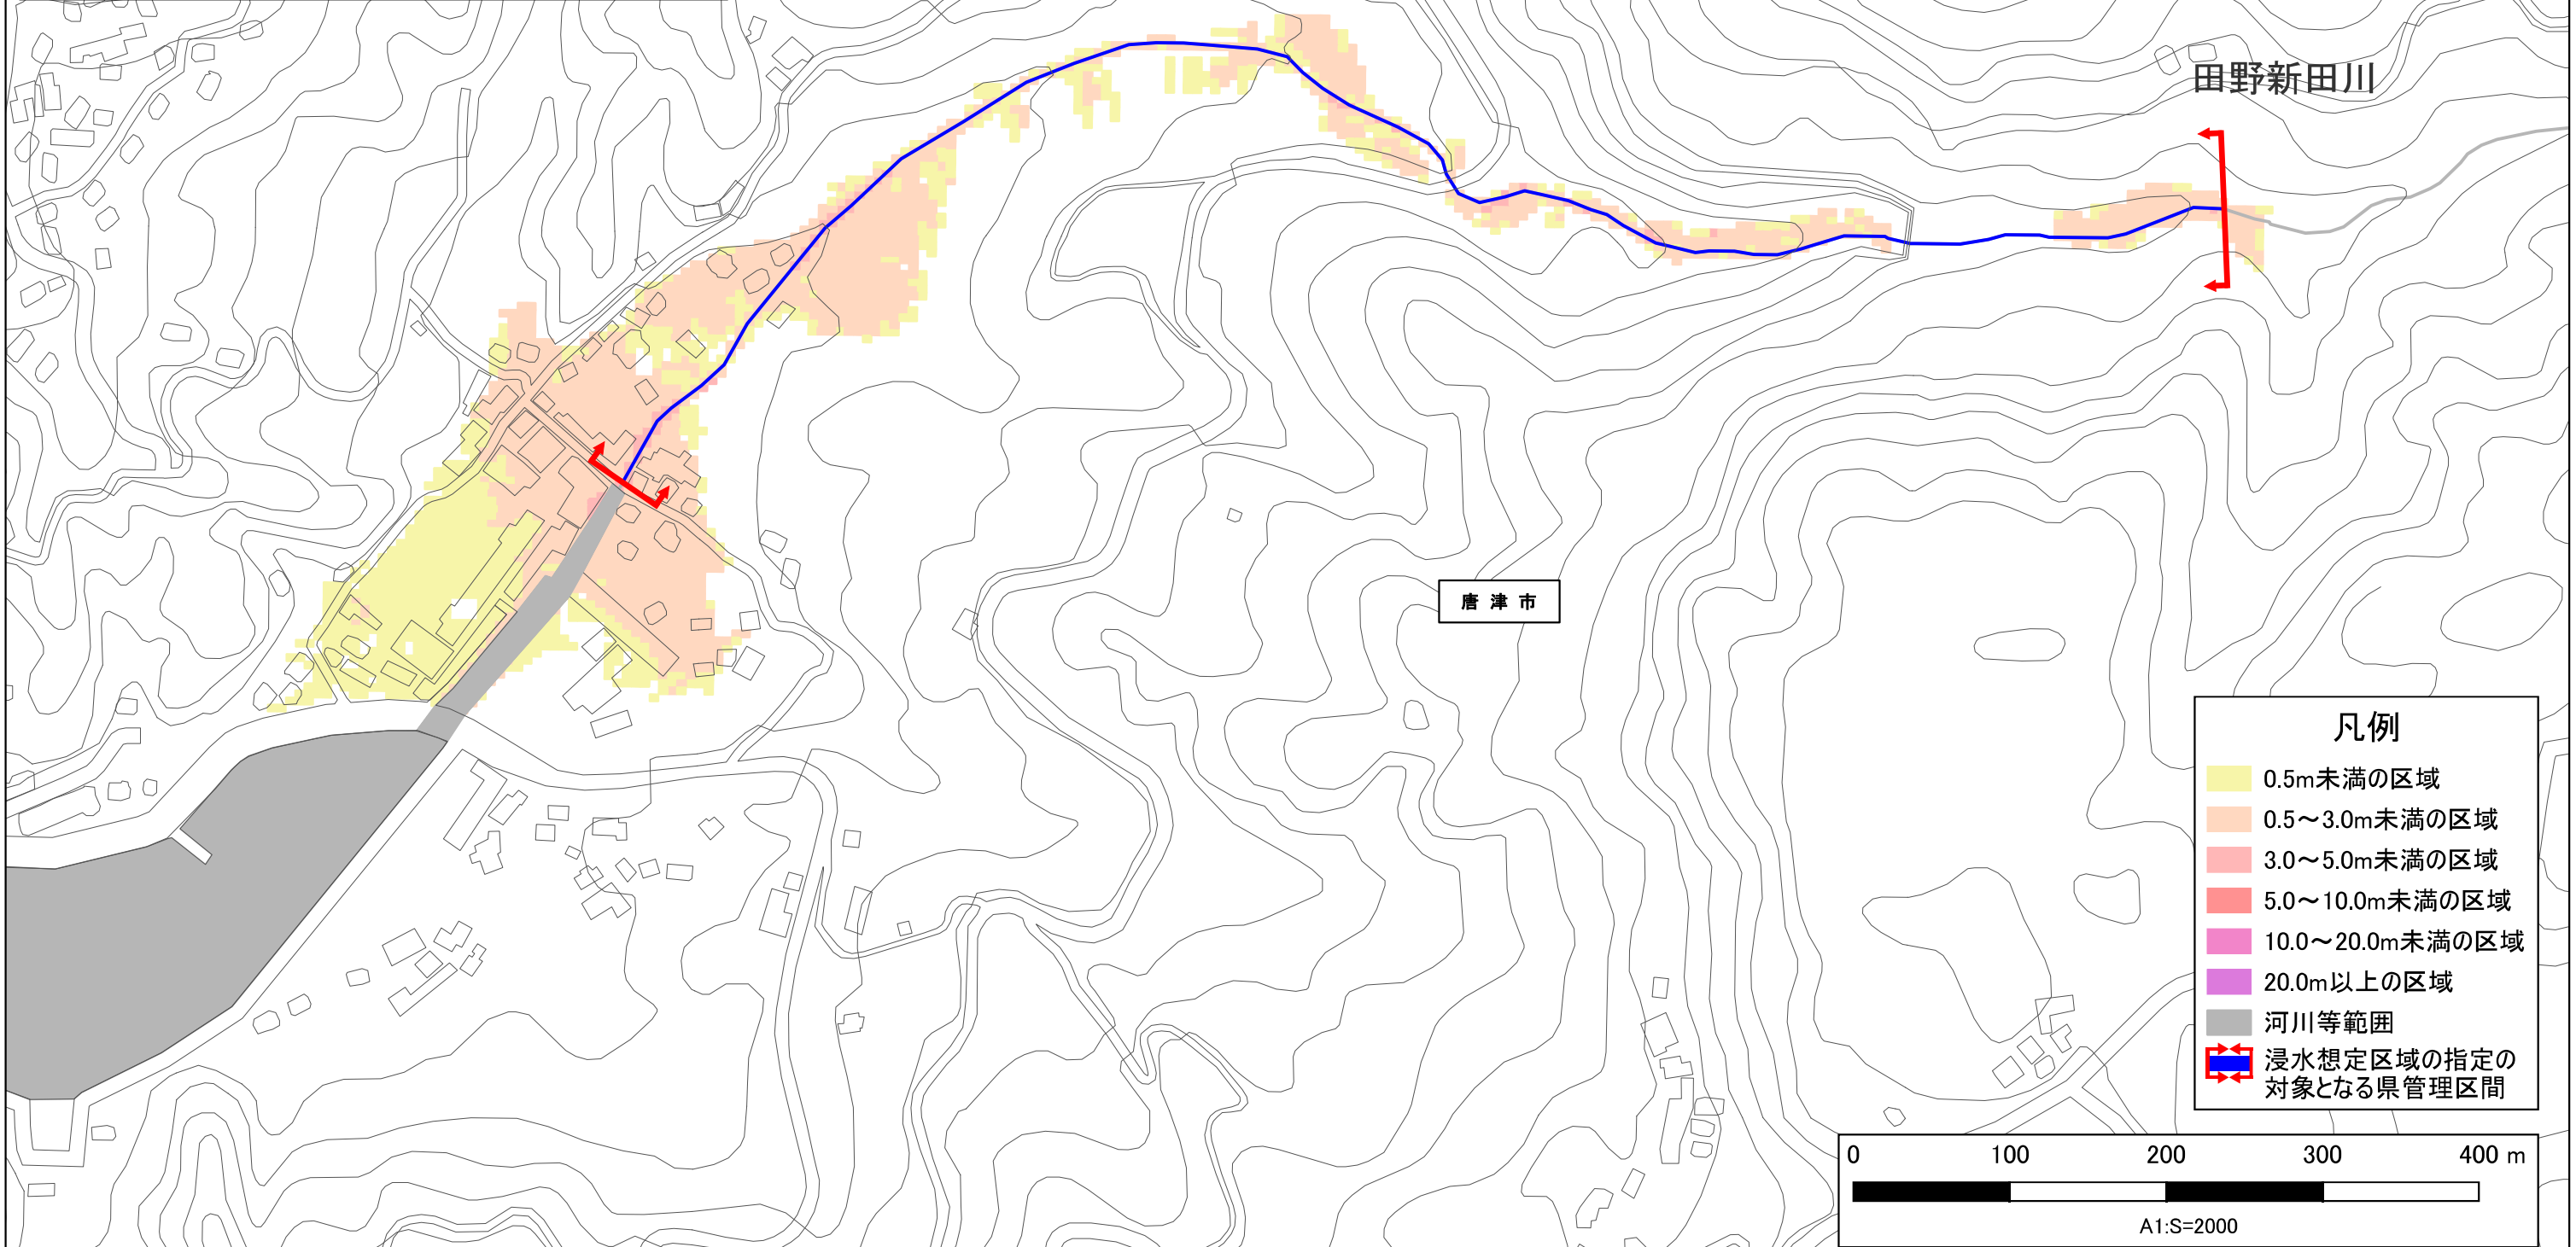 田野新田川
唐津市
凡例
0.5m未満の区域
0.5～3.0m未満の区域
3.0～5.0m未満の区域
5.0～10.0m未満の区域
10.0～20.0m未満の区域
20.0m以上の区域
河川等範囲
浸水想定区域の指定の
対象となる県管理区間
0 100 200 300 400 m
A1:S=2000